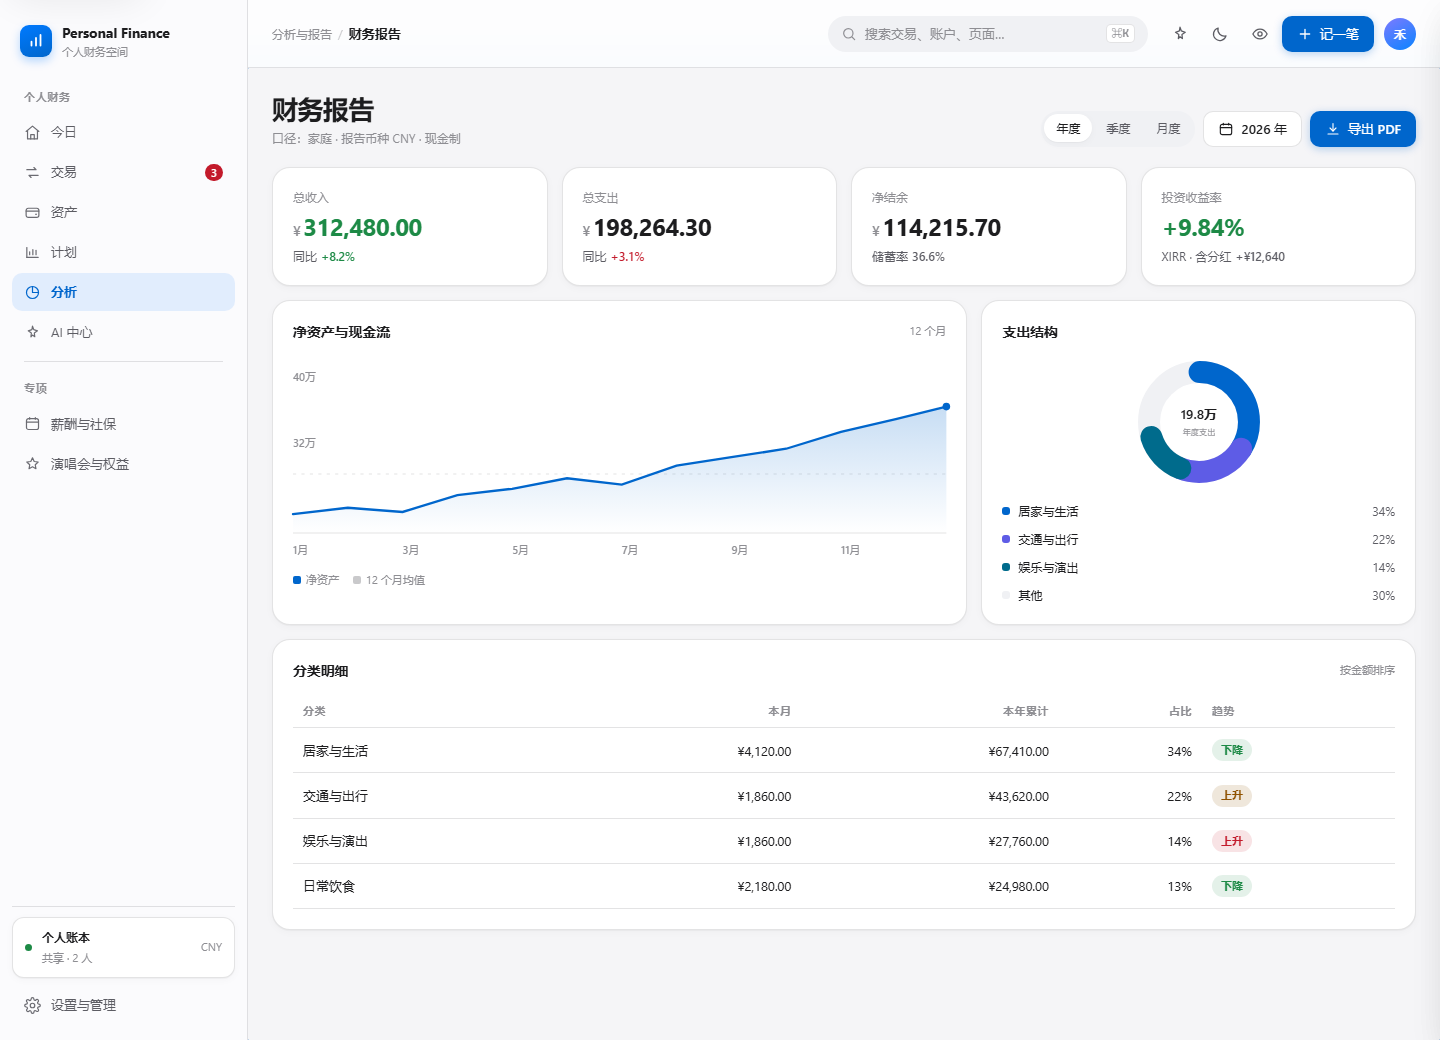 Personal Finance
个人财务空间
个人财务
今日
交易 3
资产
计划
分析
AI 中心
专项
薪酬与社保
演唱会与权益
个人账本
共享 · 2 人
CNY
设置与管理
分析与报告 / 财务报告
搜索交易、账户、页面... ⌘K
记一笔
禾
财务报告
口径：家庭 · 报告币种 CNY · 现金制
年度 季度 月度
2026 年
导出 PDF
总收入
¥312,480.00
同比 +8.2%
总支出
¥198,264.30
同比 +3.1%
净结余
¥114,215.70
储蓄率 36.6%
投资收益率
+9.84%
XIRR · 含分红 +¥12,640
净资产与现金流 12 个月
40万
32万
1月 3月 5月 7月 9月 11月
净资产 12 个月均值
支出结构
19.8万
年度支出
居家与生活 34%
交通与出行 22%
娱乐与演出 14%
其他 30%
分类明细 按金额排序
分类 本月 本年累计 占比 趋势
居家与生活 ¥4,120.00 ¥67,410.00 34% 下降
交通与出行 ¥1,860.00 ¥43,620.00 22% 上升
娱乐与演出 ¥1,860.00 ¥27,760.00 14% 上升
日常饮食 ¥2,180.00 ¥24,980.00 13% 下降